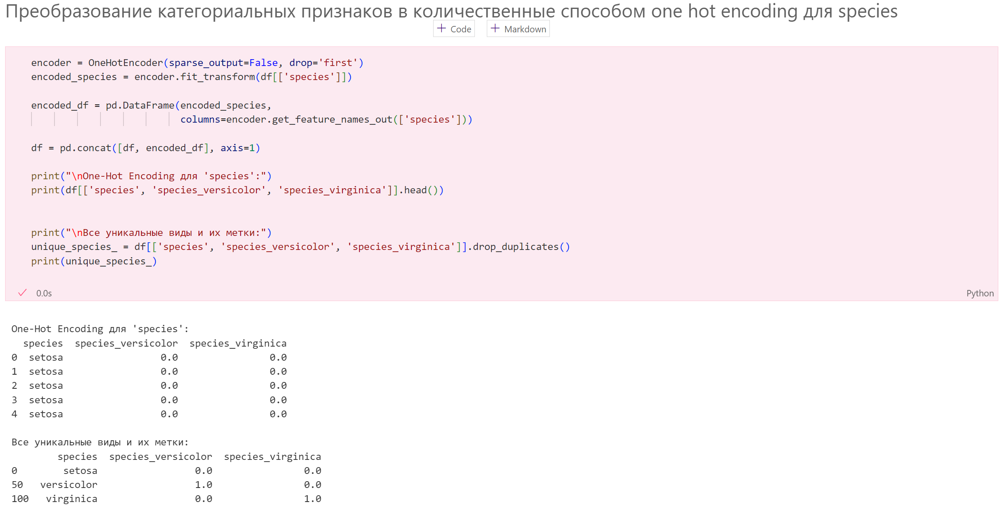 Преобразование категориальных признаков в количественные способом one hot encoding для species
+ Code + Markdown
encoder = OneHotEncoder(sparse_output=False, drop='first')
encoded_species = encoder.fit_transform(df[['species']])
encoded_df = pd.DataFrame(encoded_species,
columns=encoder.get_feature_names_out(['species']))
df = pd.concat([df, encoded_df], axis=1)
print("\nOne-Hot Encoding для 'species':")
print(df[['species', 'species_versicolor', 'species_virginica']].head())
print("\nВсе уникальные виды и их метки:")
unique_species_ = df[['species', 'species_versicolor', 'species_virginica']].drop_duplicates()
print(unique_species_)
0.0s Python
One-Hot Encoding для 'species':
species species_versicolor species_virginica
0 setosa 0.0 0.0
1 setosa 0.0 0.0
2 setosa 0.0 0.0
3 setosa 0.0 0.0
4 setosa 0.0 0.0
Все уникальные виды и их метки:
species species_versicolor species_virginica
0 setosa 0.0 0.0
50 versicolor 1.0 0.0
100 virginica 0.0 1.0